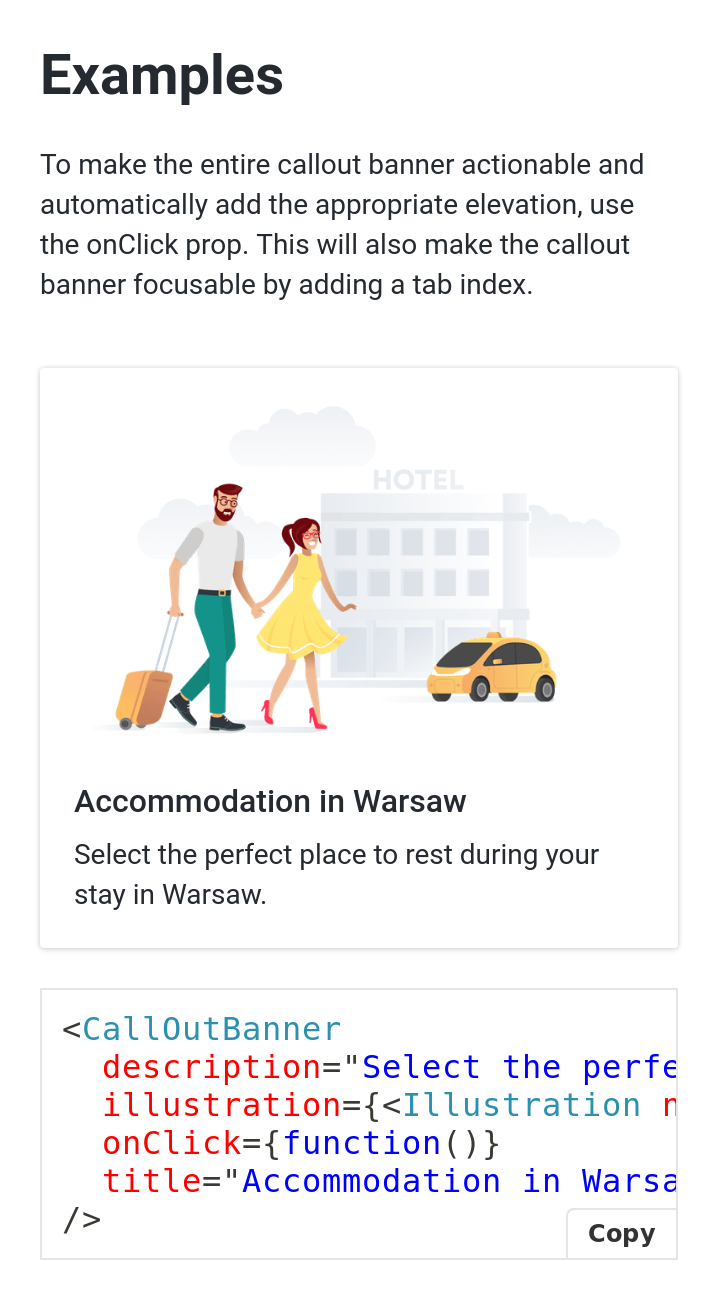 Examples
To make the entire callout banner actionable and
automatically add the appropriate elevation, use
the onClick prop. This will also make the callout
banner focusable by adding a tab index.
HOTEL
Accommodation in Warsaw
Select the perfect place to rest during your
stay in Warsaw.
<CallOutBanner
  description="Select the perfe
  illustration={<Illustration n
  onClick={function()}
  title="Accommodation in Warsa
/>
Copy